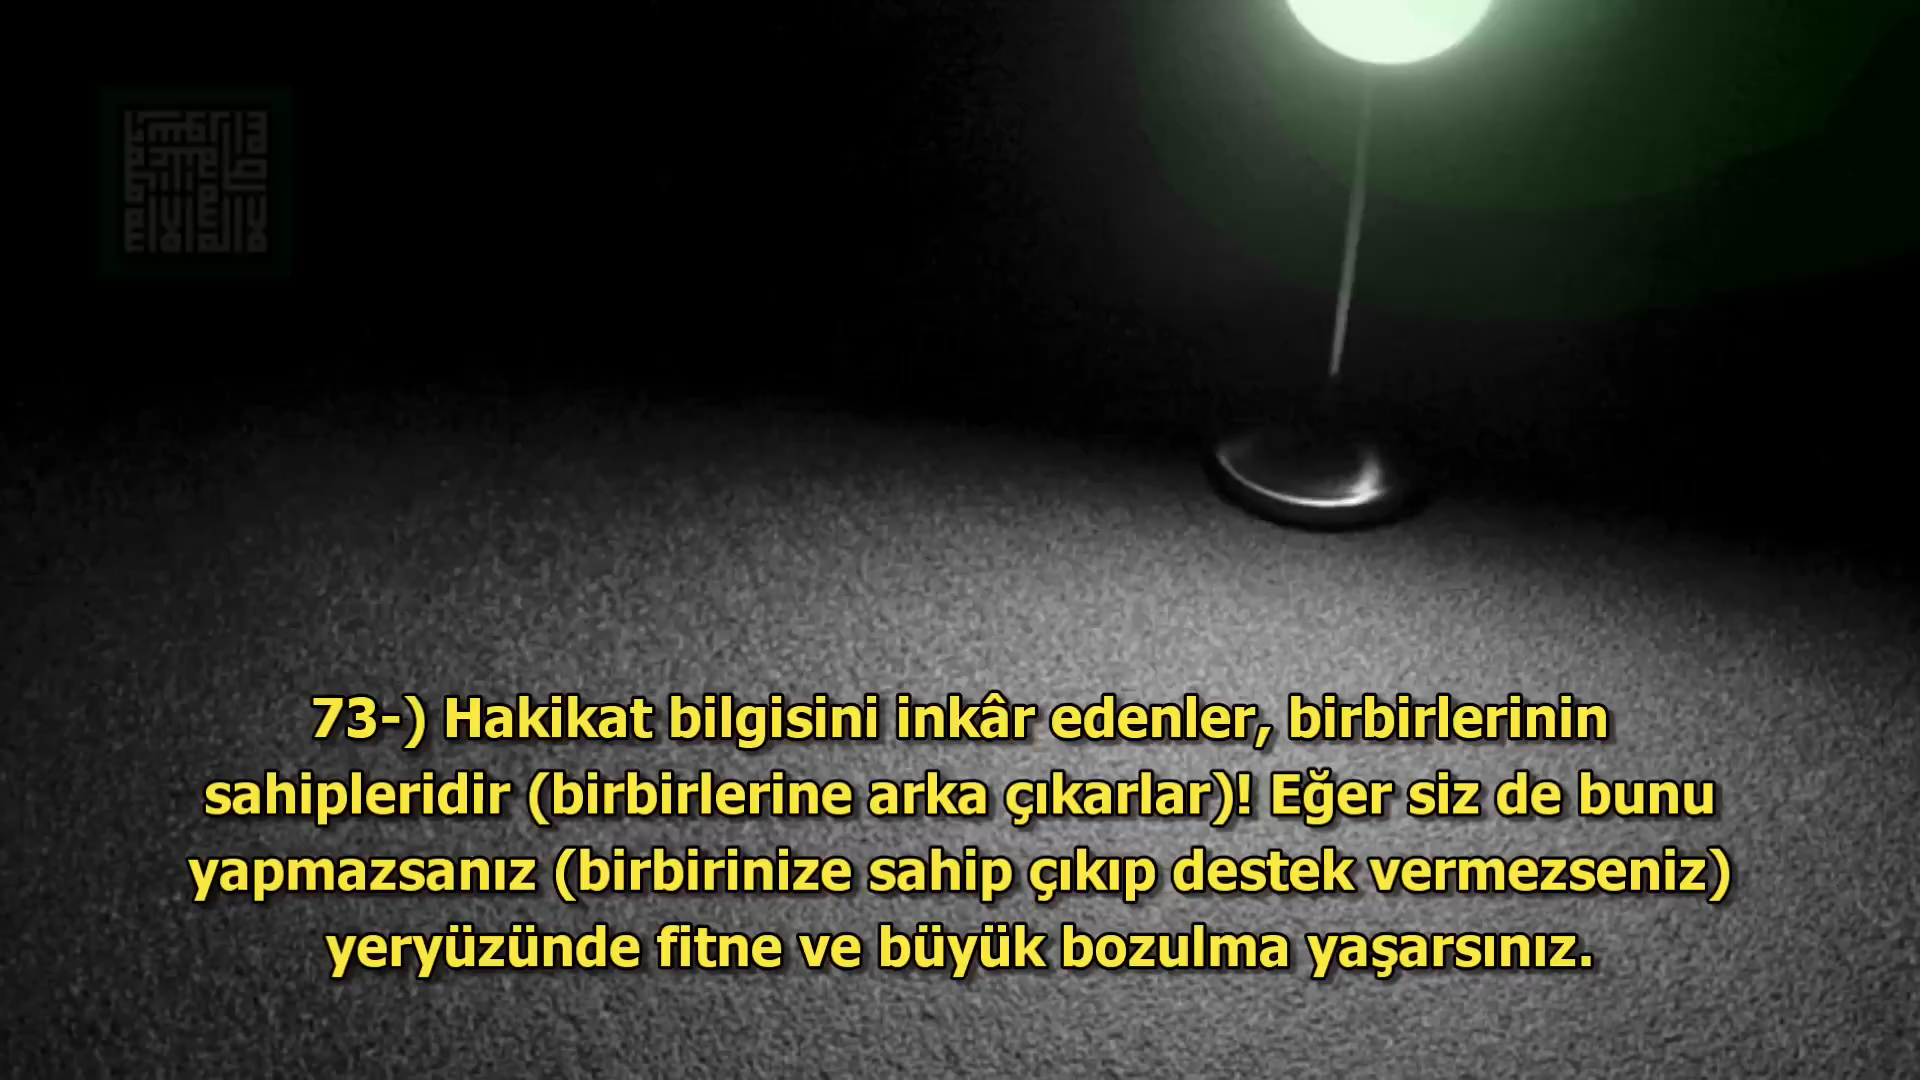 73-) Hakikat bilgisini inkâr edenler, birbirlerinin
sahipleridir (birbirlerine arka çıkarlar)! Eğer siz de bunu
yapmazsanız (birbirinize sahip çıkıp destek vermezseniz)
yeryüzünde fitne ve büyük bozulma yaşarsınız.